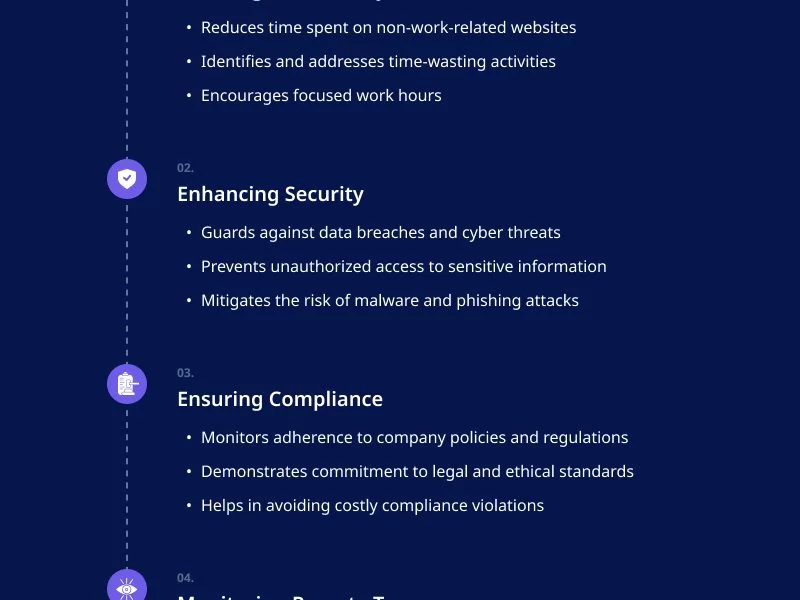 • Reduces time spent on non-work-related websites
• Identifies and addresses time-wasting activities
• Encourages focused work hours
02.
Enhancing Security
• Guards against data breaches and cyber threats
• Prevents unauthorized access to sensitive information
• Mitigates the risk of malware and phishing attacks
03.
Ensuring Compliance
• Monitors adherence to company policies and regulations
• Demonstrates commitment to legal and ethical standards
• Helps in avoiding costly compliance violations
04.